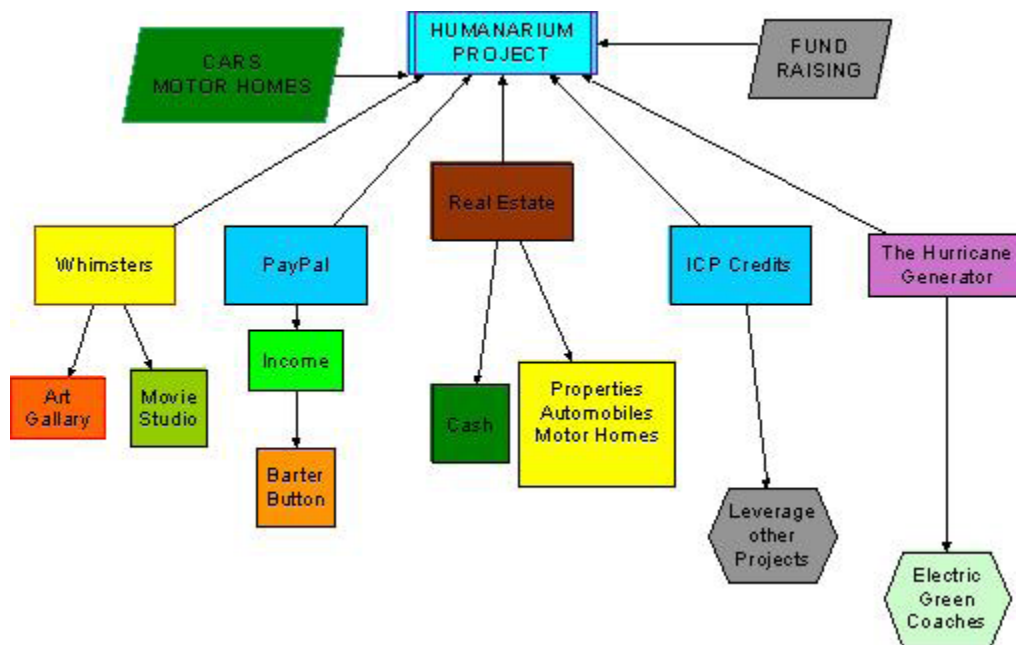 HUMANARIUM
PROJECT
CARS
MOTOR HOMES
FUND
RAISING
Real Estate
Whimsters
PayPal
ICP Credits
The Hurricane
Generator
Income
Art
Gallary
Movie
Studio
Cash
Properties
Automobiles
Motor Homes
Barter
Button
Leverage
other
Projects
Electric
Green
Coaches